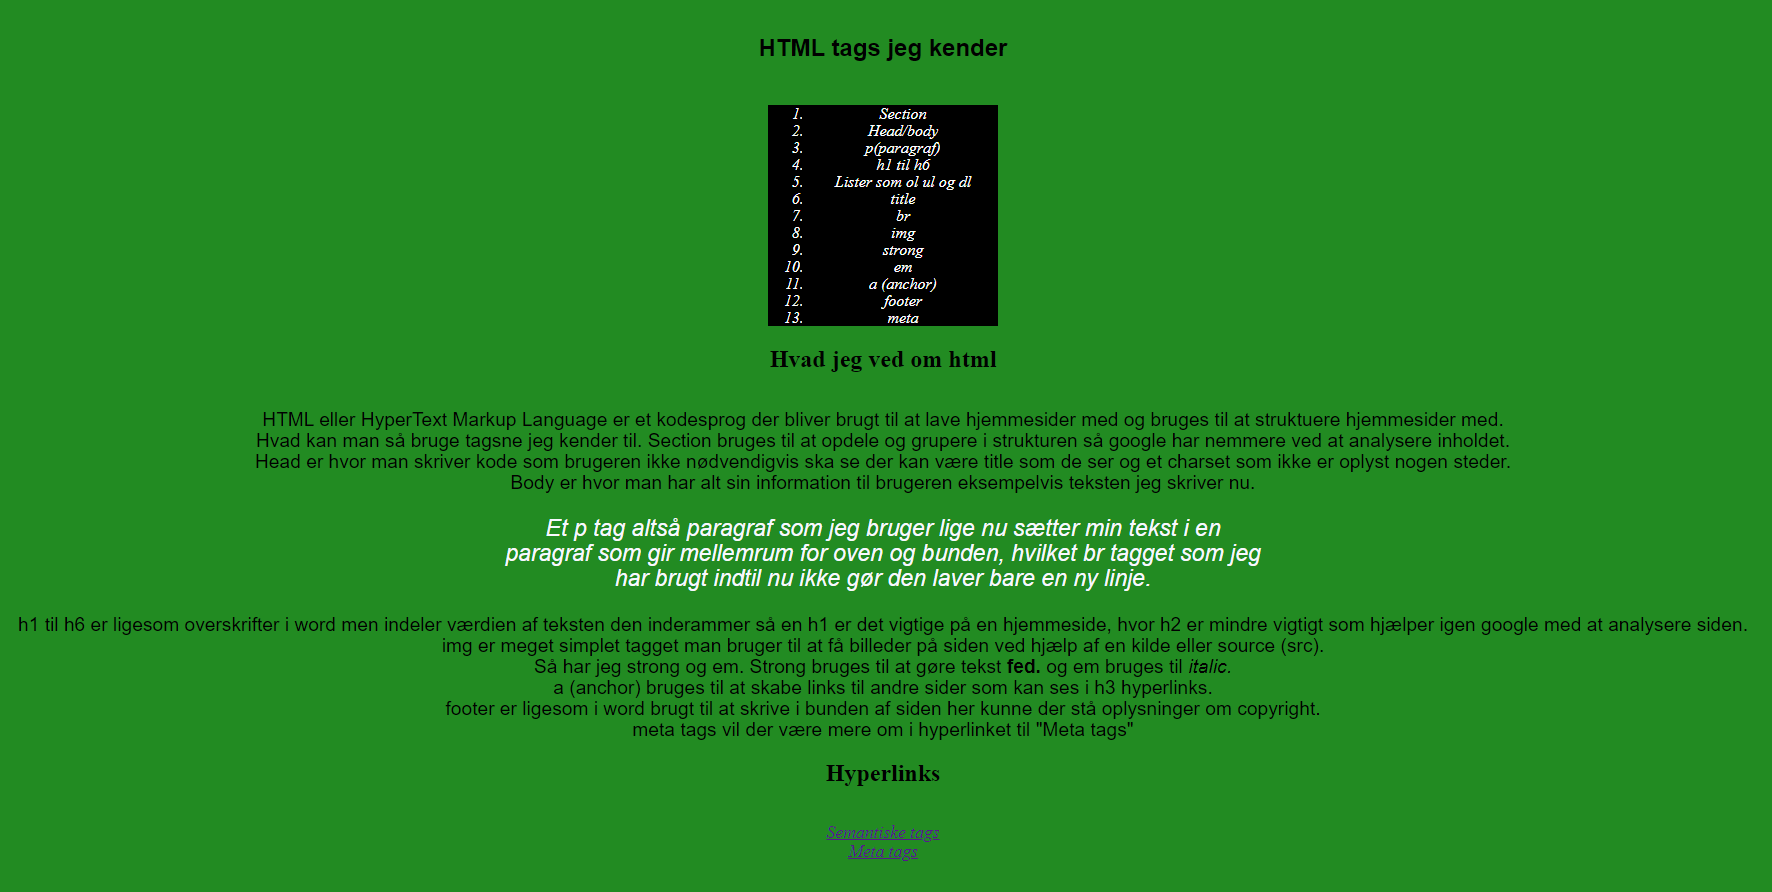 HTML tags jeg kender
1. Section
2. Head/body
3. p(paragraf)
4. h1 til h6
5. Lister som ol ul og dl
6. title
7. br
8. img
9. strong
10. em
11. a (anchor)
12. footer
13. meta
Hvad jeg ved om html
HTML eller HyperText Markup Language er et kodesprog der bliver brugt til at lave hjemmesider med og bruges til at struktuere hjemmesider med.
Hvad kan man så bruge tagsne jeg kender til. Section bruges til at opdele og grupere i strukturen så google har nemmere ved at analysere inholdet.
Head er hvor man skriver kode som brugeren ikke nødvendigvis ska se der kan være title som de ser og et charset som ikke er oplyst nogen steder.
Body er hvor man har alt sin information til brugeren eksempelvis teksten jeg skriver nu.
Et p tag altså paragraf som jeg bruger lige nu sætter min tekst i en
paragraf som gir mellemrum for oven og bunden, hvilket br tagget som jeg
har brugt indtil nu ikke gør den laver bare en ny linje.
h1 til h6 er ligesom overskrifter i word men indeler værdien af teksten den inderammer så en h1 er det vigtige på en hjemmeside, hvor h2 er mindre vigtigt som hjælper igen google med at analysere siden.
img er meget simplet tagget man bruger til at få billeder på siden ved hjælp af en kilde eller source (src).
Så har jeg strong og em. Strong bruges til at gøre tekst fed. og em bruges til italic.
a (anchor) bruges til at skabe links til andre sider som kan ses i h3 hyperlinks.
footer er ligesom i word brugt til at skrive i bunden af siden her kunne der stå oplysninger om copyright.
meta tags vil der være mere om i hyperlinket til "Meta tags"
Hyperlinks
Semantiske tags
Meta tags